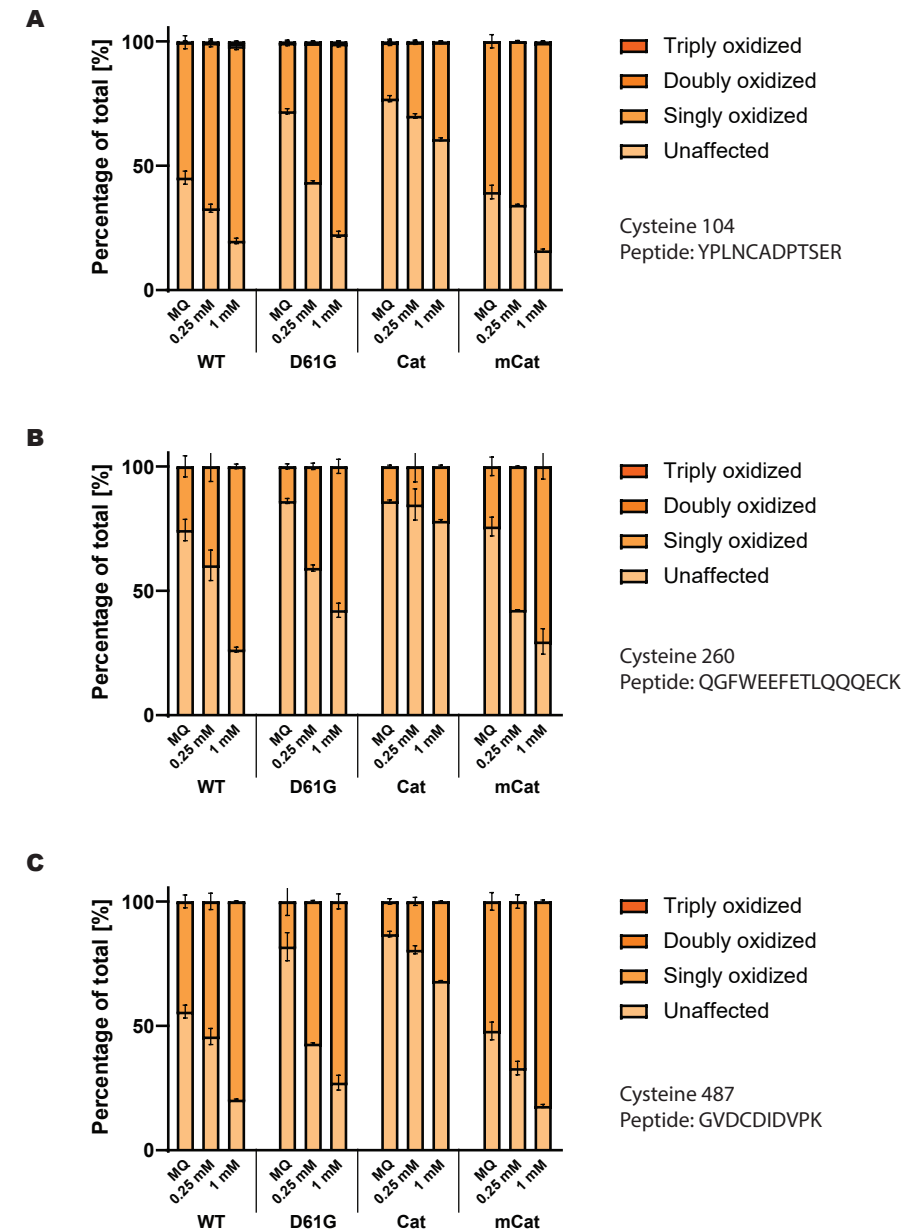 A
Percentage of total [%]
100
50
0
MQ
0.25 mM
1 mM
MQ
0.25 mM
1 mM
MQ
0.25 mM
1 mM
MQ
0.25 mM
1 mM
WT
D61G
Cat
mCat
Triply oxidized
Doubly oxidized
Singly oxidized
Unaffected
Cysteine 104
Peptide: YPLNCADPTSER
B
Percentage of total [%]
100
50
0
MQ
0.25 mM
1 mM
MQ
0.25 mM
1 mM
MQ
0.25 mM
1 mM
MQ
0.25 mM
1 mM
WT
D61G
Cat
mCat
Triply oxidized
Doubly oxidized
Singly oxidized
Unaffected
Cysteine 260
Peptide: QGFWEEFETLQQQECK
C
Percentage of total [%]
100
50
0
MQ
0.25 mM
1 mM
MQ
0.25 mM
1 mM
MQ
0.25 mM
1 mM
MQ
0.25 mM
1 mM
WT
D61G
Cat
mCat
Triply oxidized
Doubly oxidized
Singly oxidized
Unaffected
Cysteine 487
Peptide: GVDCDIDVPK